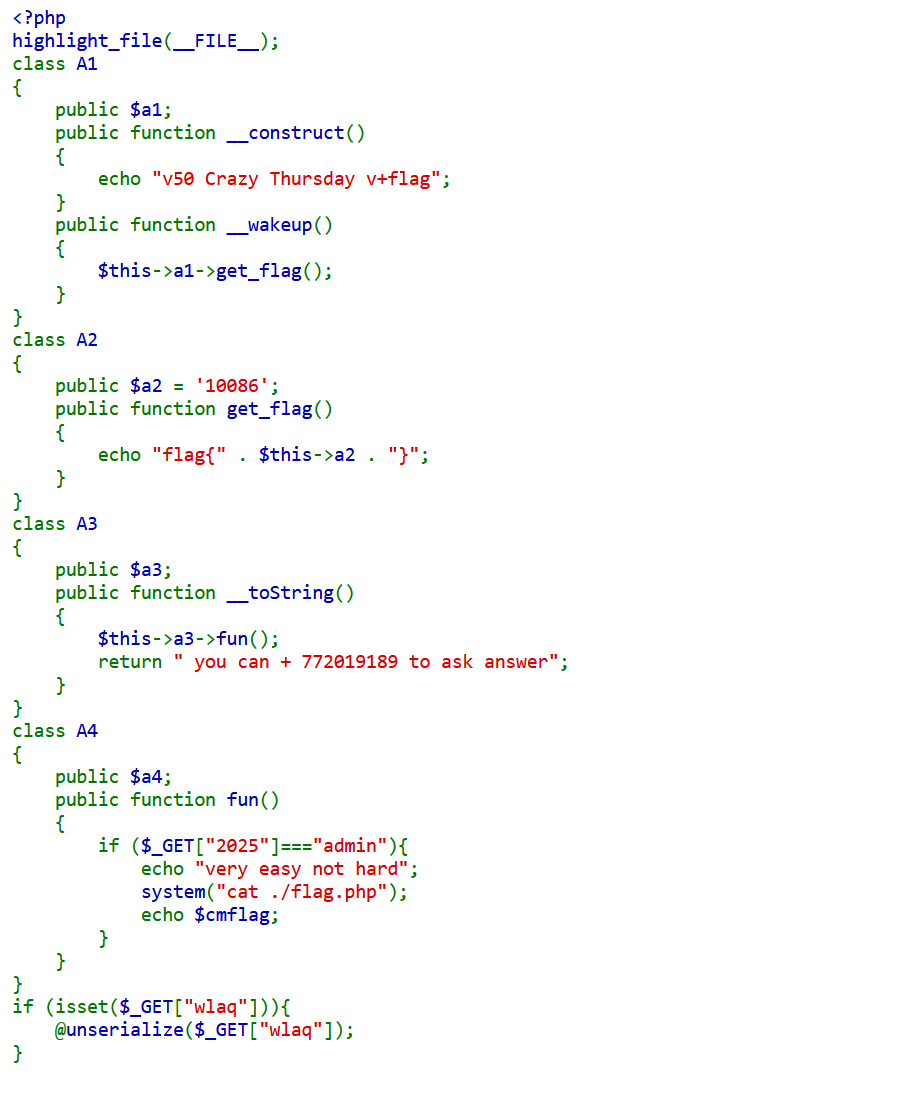 <?php
highlight_file(__FILE__);
class A1
{
    public $a1;
    public function __construct()
    {
        echo "v50 Crazy Thursday v+flag";
    }
    public function __wakeup()
    {
        $this->a1->get_flag();
    }
}
class A2
{
    public $a2 = '10086';
    public function get_flag()
    {
        echo "flag{" . $this->a2 . "}";
    }
}
class A3
{
    public $a3;
    public function __toString()
    {
        $this->a3->fun();
        return " you can + 772019189 to ask answer";
    }
}
class A4
{
    public $a4;
    public function fun()
    {
        if ($_GET["2025"]==="admin"){
            echo "very easy not hard";
            system("cat ./flag.php");
            echo $cmflag;
        }
    }
}
if (isset($_GET["wlaq"])){
    @unserialize($_GET["wlaq"]);
}